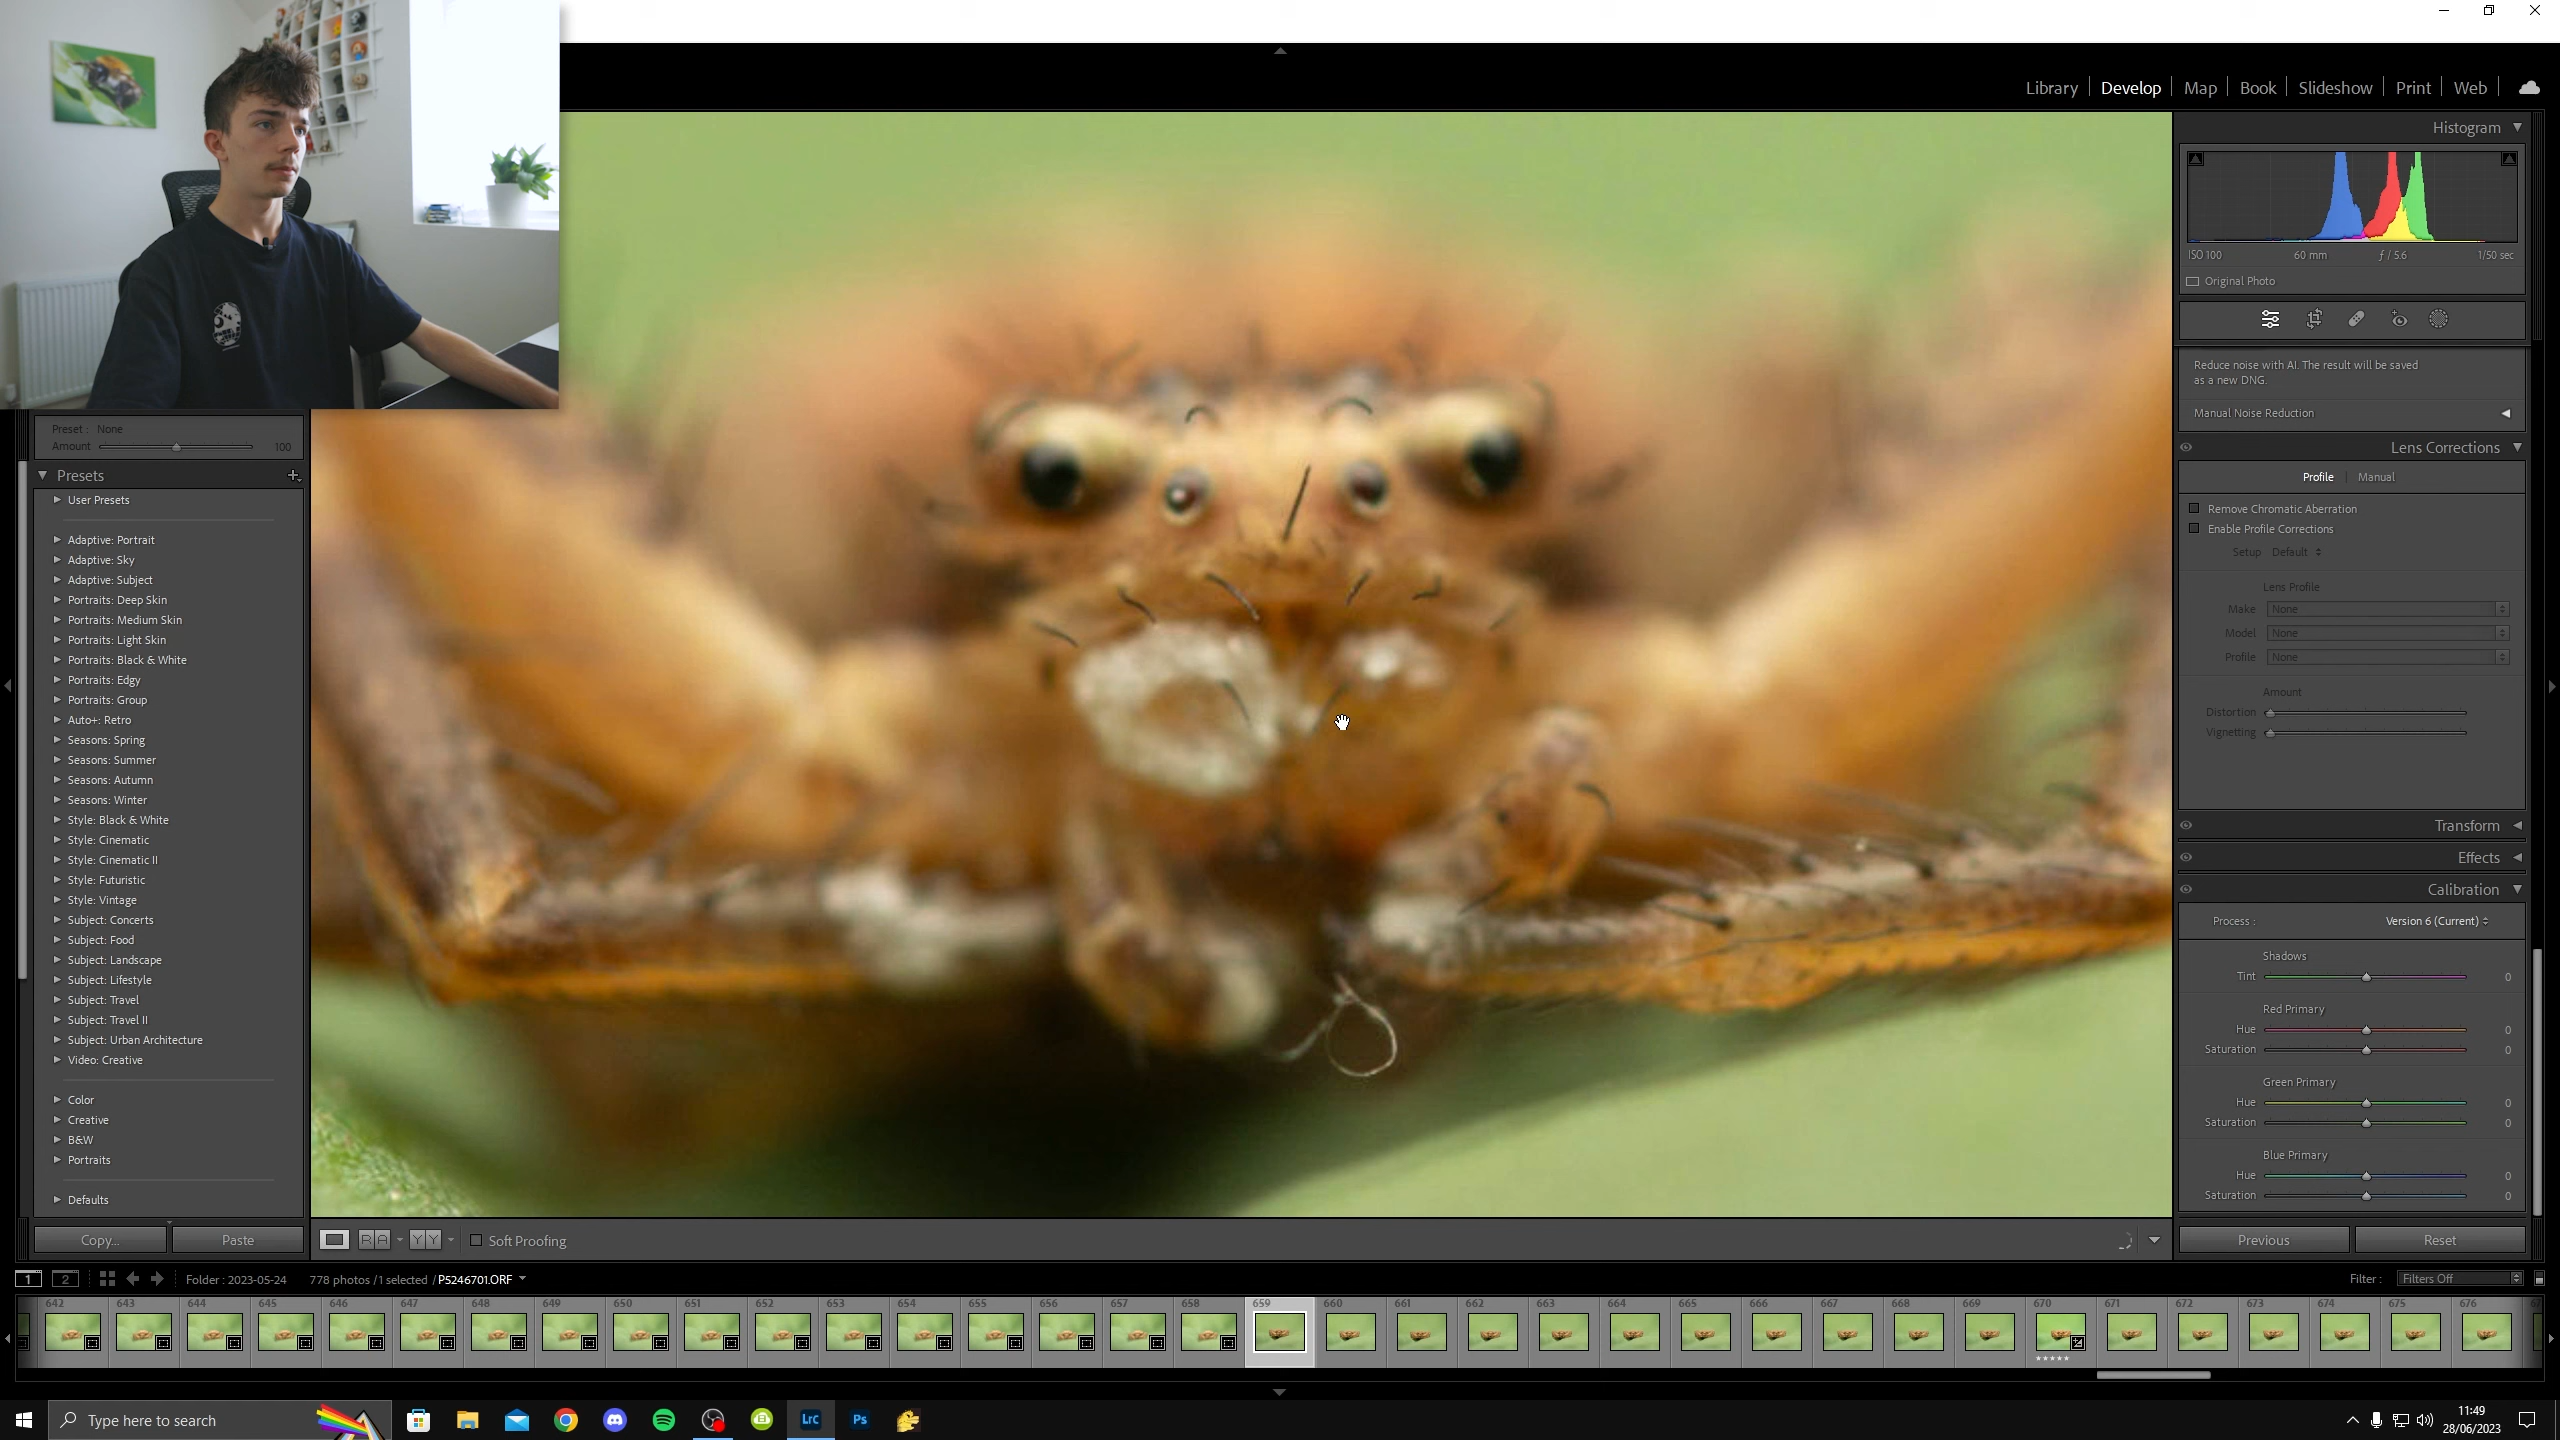 Library | Develop | Map | Book | Slideshow | Print | Web
Histogram
ISO 100 60 mm ƒ / 5.6 1/50 sec
Original Photo
Reduce noise with AI. The result will be saved
as a new DNG.
Manual Noise Reduction
Lens Corrections
Profile | Manual
Remove Chromatic Aberration
Enable Profile Corrections
Setup Default
Lens Profile
Make None
Model None
Profile None
Amount
Distortion
Vignetting
Transform
Effects
Calibration
Process : Version 6 (Current)
Shadows
Tint 0
Red Primary
Hue 0
Saturation 0
Green Primary
Hue 0
Saturation 0
Blue Primary
Hue 0
Saturation 0
Previous Reset
Preset : None
Amount 100
Presets
User Presets
Adaptive: Portrait
Adaptive: Sky
Adaptive: Subject
Portraits: Deep Skin
Portraits: Medium Skin
Portraits: Light Skin
Portraits: Black & White
Portraits: Edgy
Portraits: Group
Auto+: Retro
Seasons: Spring
Seasons: Summer
Seasons: Autumn
Seasons: Winter
Style: Black & White
Style: Cinematic
Style: Cinematic II
Style: Futuristic
Style: Vintage
Subject: Concerts
Subject: Food
Subject: Landscape
Subject: Lifestyle
Subject: Travel
Subject: Travel II
Subject: Urban Architecture
Video: Creative
Color
Creative
B&W
Portraits
Defaults
Copy... Paste
R A Y Y Soft Proofing
1 2 Folder : 2023-05-24 778 photos / 1 selected / P5246701.ORF Filter : Filters Off
642 643 644 645 646 647 648 649 650 651 652 653 654 655 656 657 658 659 660 661 662 663 664 665 666 667 668 669 670 671 672 673 674 675 676
Type here to search LrC Ps 11:49
28/06/2023